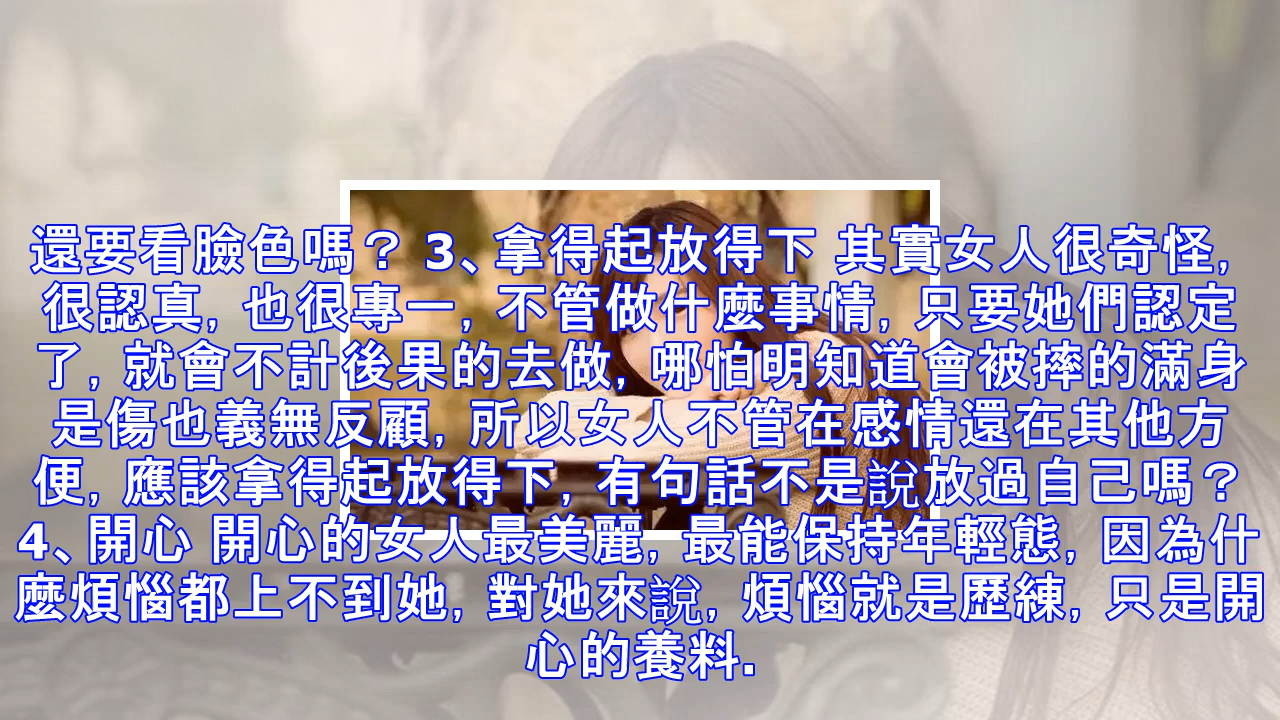 還要看臉色嗎？ 3、拿得起放得下 其實女人很奇怪,
很認真, 也很專一, 不管做什麼事情, 只要她們認定
了, 就會不計後果的去做, 哪怕明知道會被摔的滿身
是傷也義無反顧, 所以女人不管在感情還在其他方
便, 應該拿得起放得下, 有句話不是說放過自己嗎？
4、開心 開心的女人最美麗, 最能保持年輕態, 因為什
麼煩惱都上不到她, 對她來說, 煩惱就是歷練, 只是開
心的養料.